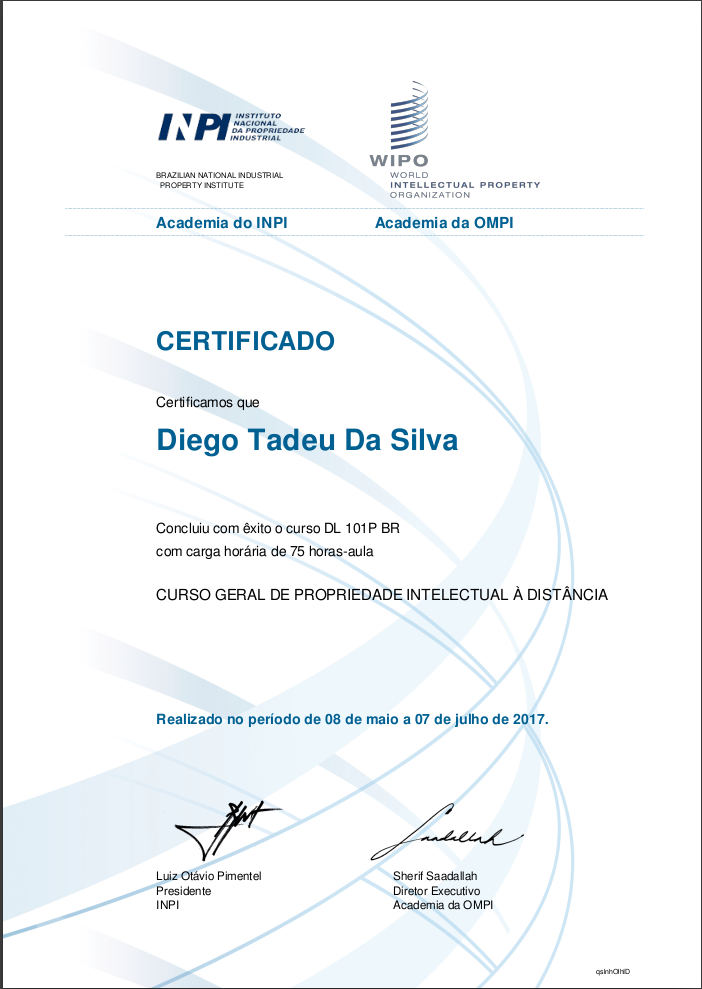 INPI INSTITUTO
NACIONAL
DA PROPRIEDADE
INDUSTRIAL
BRAZILIAN NATIONAL INDUSTRIAL
PROPERTY INSTITUTE
WIPO
WORLD
INTELLECTUAL PROPERTY
ORGANIZATION
Academia do INPI
Academia da OMPI
CERTIFICADO
Certificamos que
Diego Tadeu Da Silva
Concluiu com êxito o curso DL 101P BR
com carga horária de 75 horas-aula
CURSO GERAL DE PROPRIEDADE INTELECTUAL À DISTÂNCIA
Realizado no período de 08 de maio a 07 de julho de 2017.
Saadallah
Luiz Otávio Pimentel
Presidente
INPI
Sherif Saadallah
Diretor Executivo
Academia da OMPI